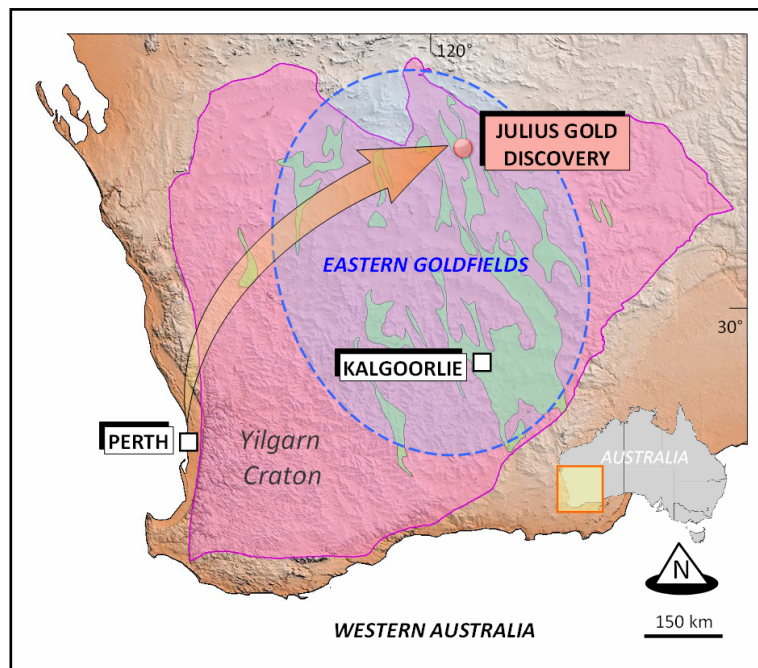 120°
JULIUS GOLD
DISCOVERY
EASTERN GOLDFIELDS
30°
KALGOORLIE
PERTH
Yilgarn
Craton
AUSTRALIA
N
150 km
WESTERN AUSTRALIA